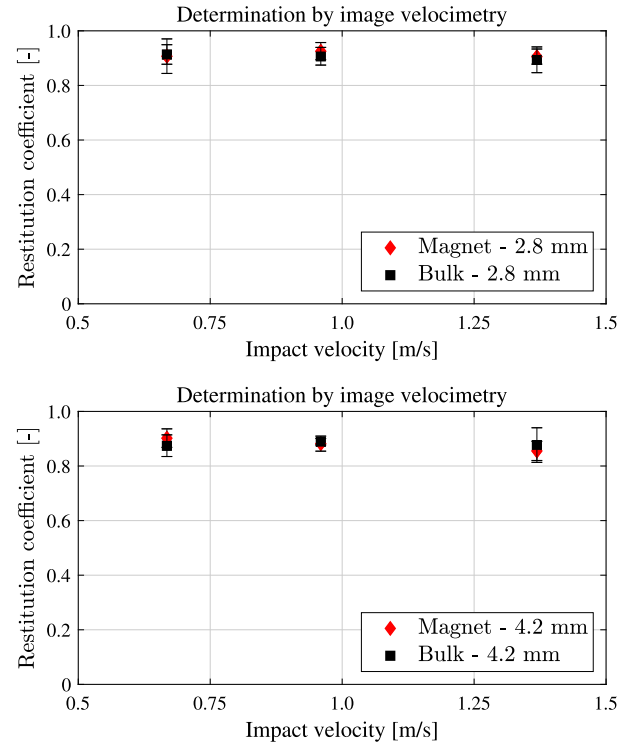 Determination by image velocimetry
1.0
0.8
0.6
0.4
0.2
0
Restitution coefficient [-]
Magnet - 2.8 mm
Bulk - 2.8 mm
0.5 0.75 1.0 1.25 1.5
Impact velocity [m/s]
Determination by image velocimetry
1.0
0.8
0.6
0.4
0.2
0
Restitution coefficient [-]
Magnet - 4.2 mm
Bulk - 4.2 mm
0.5 0.75 1.0 1.25 1.5
Impact velocity [m/s]